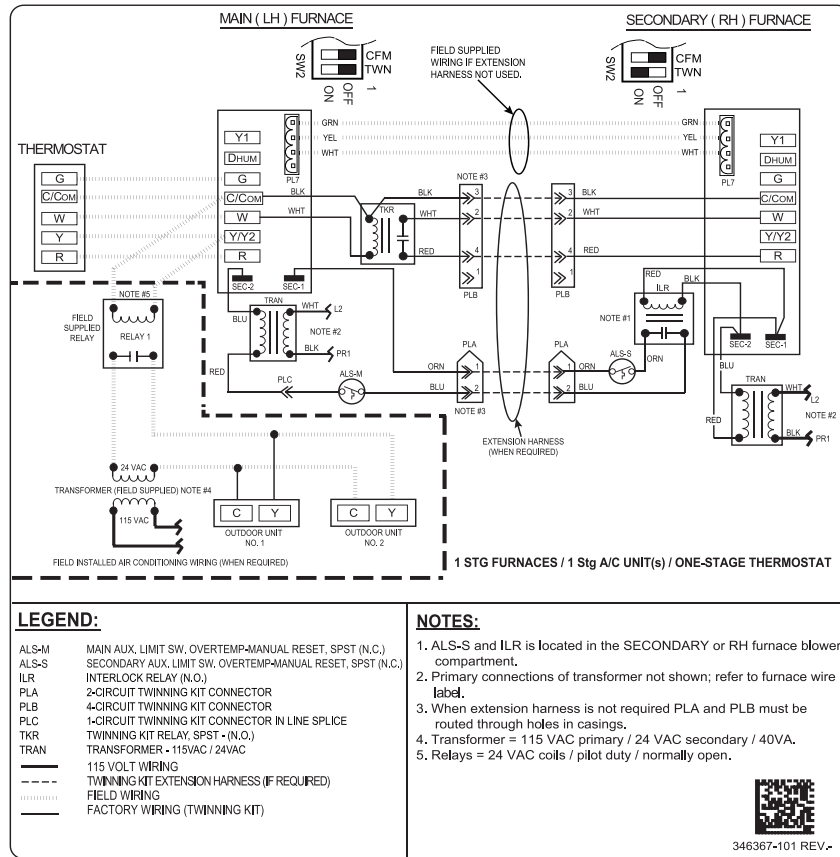 MAIN ( LH ) FURNACE
SECONDARY ( RH ) FURNACE
SW2
CFM
TWN
ON
OFF
1
FIELD SUPPLIED
WIRING IF EXTENSION
HARNESS NOT USED.
SW2
CFM
TWN
ON
OFF
1
THERMOSTAT
G
C/COM
W
Y
R
Y1
DHUM
G
C/COM
W
Y/Y2
R
SEC-2
SEC-1
PL7
GRN
YEL
WHT
GRN
YEL
WHT
PL7
Y1
DHUM
G
C/COM
W
Y/Y2
R
SEC-2
SEC-1
BLK
WHT
TKR
BLK
WHT
RED
NOTE #3
3
2
4
1
PLB
3
2
4
1
PLB
BLK
WHT
RED
RED
BLK
ILR
NOTE #1
NOTE #5
FIELD
SUPPLIED
RELAY
RELAY 1
BLU
TRAN
WHT
L2
NOTE #2
BLK
PR1
RED
PLC
ALS-M
ORN
BLU
PLA
1
2
NOTE #3
PLA
1
2
ORN
BLU
ALS-S
ORN
BLU
RED
TRAN
WHT
L2
NOTE #2
BLK
PR1
EXTENSION HARNESS
(WHEN REQUIRED)
24 VAC
TRANSFORMER (FIELD SUPPLIED) NOTE #4
115 VAC
C Y
OUTDOOR UNIT
NO. 1
C Y
OUTDOOR UNIT
NO. 2
FIELD INSTALLED AIR CONDITIONING WIRING (WHEN REQUIRED)
1 STG FURNACES / 1 Stg A/C UNIT(s) / ONE-STAGE THERMOSTAT
LEGEND:
ALS-M MAIN AUX. LIMIT SW. OVERTEMP-MANUAL RESET, SPST (N.C.)
ALS-S SECONDARY AUX. LIMIT SW. OVERTEMP-MANUAL RESET, SPST (N.C.)
ILR INTERLOCK RELAY (N.O.)
PLA 2-CIRCUIT TWINNING KIT CONNECTOR
PLB 4-CIRCUIT TWINNING KIT CONNECTOR
PLC 1-CIRCUIT TWINNING KIT CONNECTOR IN LINE SPLICE
TKR TWINNING KIT RELAY, SPST - (N.O.)
TRAN TRANSFORMER - 115VAC / 24VAC
115 VOLT WIRING
TWINNING KIT EXTENSION HARNESS (IF REQUIRED)
FIELD WIRING
FACTORY WIRING (TWINNING KIT)
NOTES:
1. ALS-S and ILR is located in the SECONDARY or RH furnace blower
compartment.
2. Primary connections of transformer not shown; refer to furnace wire
label.
3. When extension harness is not required PLA and PLB must be
routed through holes in casings.
4. Transformer = 115 VAC primary / 24 VAC secondary / 40VA.
5. Relays = 24 VAC coils / pilot duty / normally open.
346367-101 REV.-